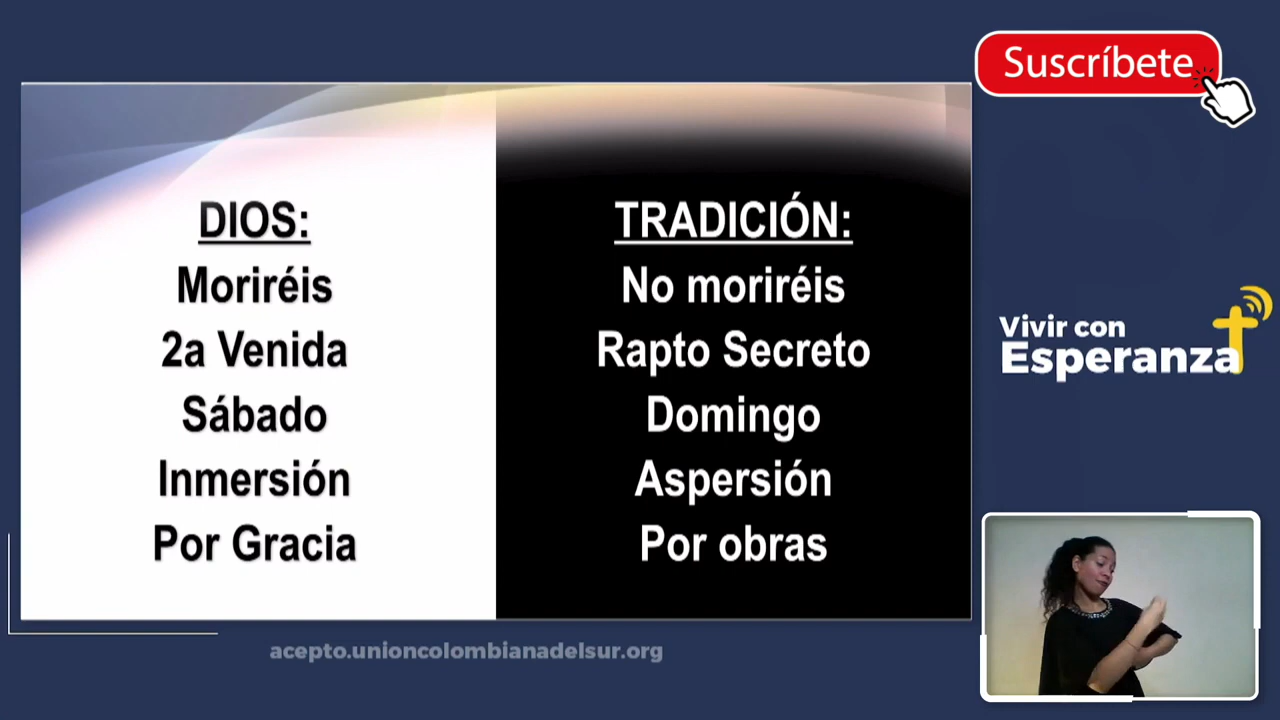 Suscríbete
DIOS:
Moriréis
2a Venida
Sábado
Inmersión
Por Gracia
TRADICIÓN:
No moriréis
Rapto Secreto
Domingo
Aspersión
Por obras
Vivir con
Esperanza
acepto.unioncolombianadelsur.org